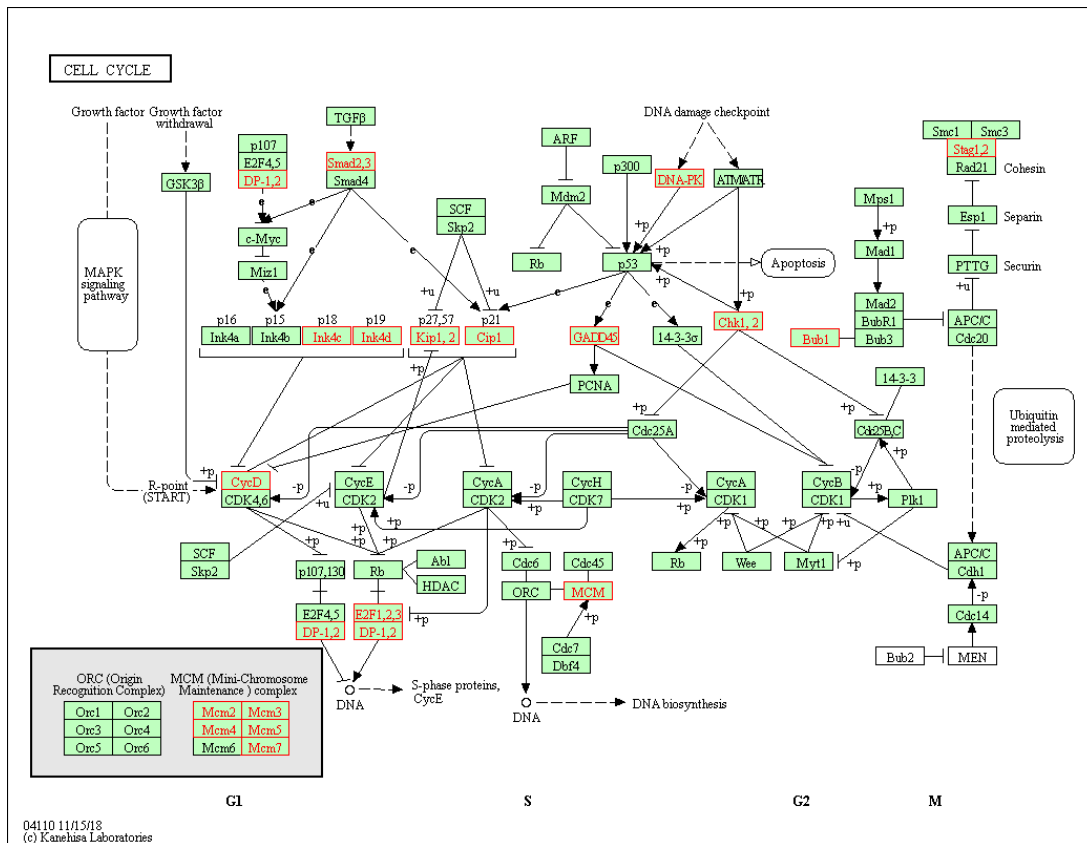 CELL CYCLE
Growth factor
Growth factor
withdrawal
TGFβ
DNA damage checkpoint
ARF
p300
DNA-PK
ATM/ATR
Smc1
Smc3
Stag1,2
Rad21
Cohesin
p107
E2F4,5
DP-1,2
Smad2,3
Smad4
GSK3β
Mdm2
SCF
Skp2
Mps1
Esp1
Separin
+p
e
e
e
e
e
c-Myc
Miz1
Rb
p53
Apoptosis
+p
+p
+p
Mad1
PTTG
Securin
MAPK
signaling
pathway
+u
+u
e
e
+p
Mad2
BubR1
Bub3
+u
APC/C
Cdc20
p16
Ink4a
p15
Ink4b
p18
Ink4c
p19
Ink4d
p27,57
Kip1, 2
p21
Cip1
GADD45
14-3-3σ
Chk1, 2
Bub1
+p
PCNA
14-3-3
Ubiquitin
mediated
proteolysis
+p
+p
Cdc25A
Cdc25B,C
R-point
(START)
+p
CycD
CDK4,6
-p
CycE
CDK2
-p
CycA
CDK2
-p
CycH
CDK7
+p
-p
CycA
CDK1
CycB
CDK1
-p
+p
+p
Plk1
+u
+p
+p
+p
+p
+p
+p
+p
+p
+p
+u
SCF
Skp2
p107,130
Rb
Abl
HDAC
Cdc6
Cdc45
ORC
MCM
Rb
Wee
Myt1
+p
APC/C
Cdh1
-p
Cdc14
E2F4,5
DP-1,2
E2F1,2,3
DP-1,2
+p
+p
Cdc7
Dbf4
Bub2
MEN
DNA
S-phase proteins,
CycE
DNA
DNA biosynthesis
ORC (Origin
Recognition Complex)
MCM (Mini-Chromosome
Maintenance ) complex
Orc1
Orc2
Mcm2
Mcm3
Orc3
Orc4
Mcm4
Mcm5
Orc5
Orc6
Mcm6
Mcm7
G1
S
G2
M
04110 11/15/18
(c) Kanehisa Laboratories